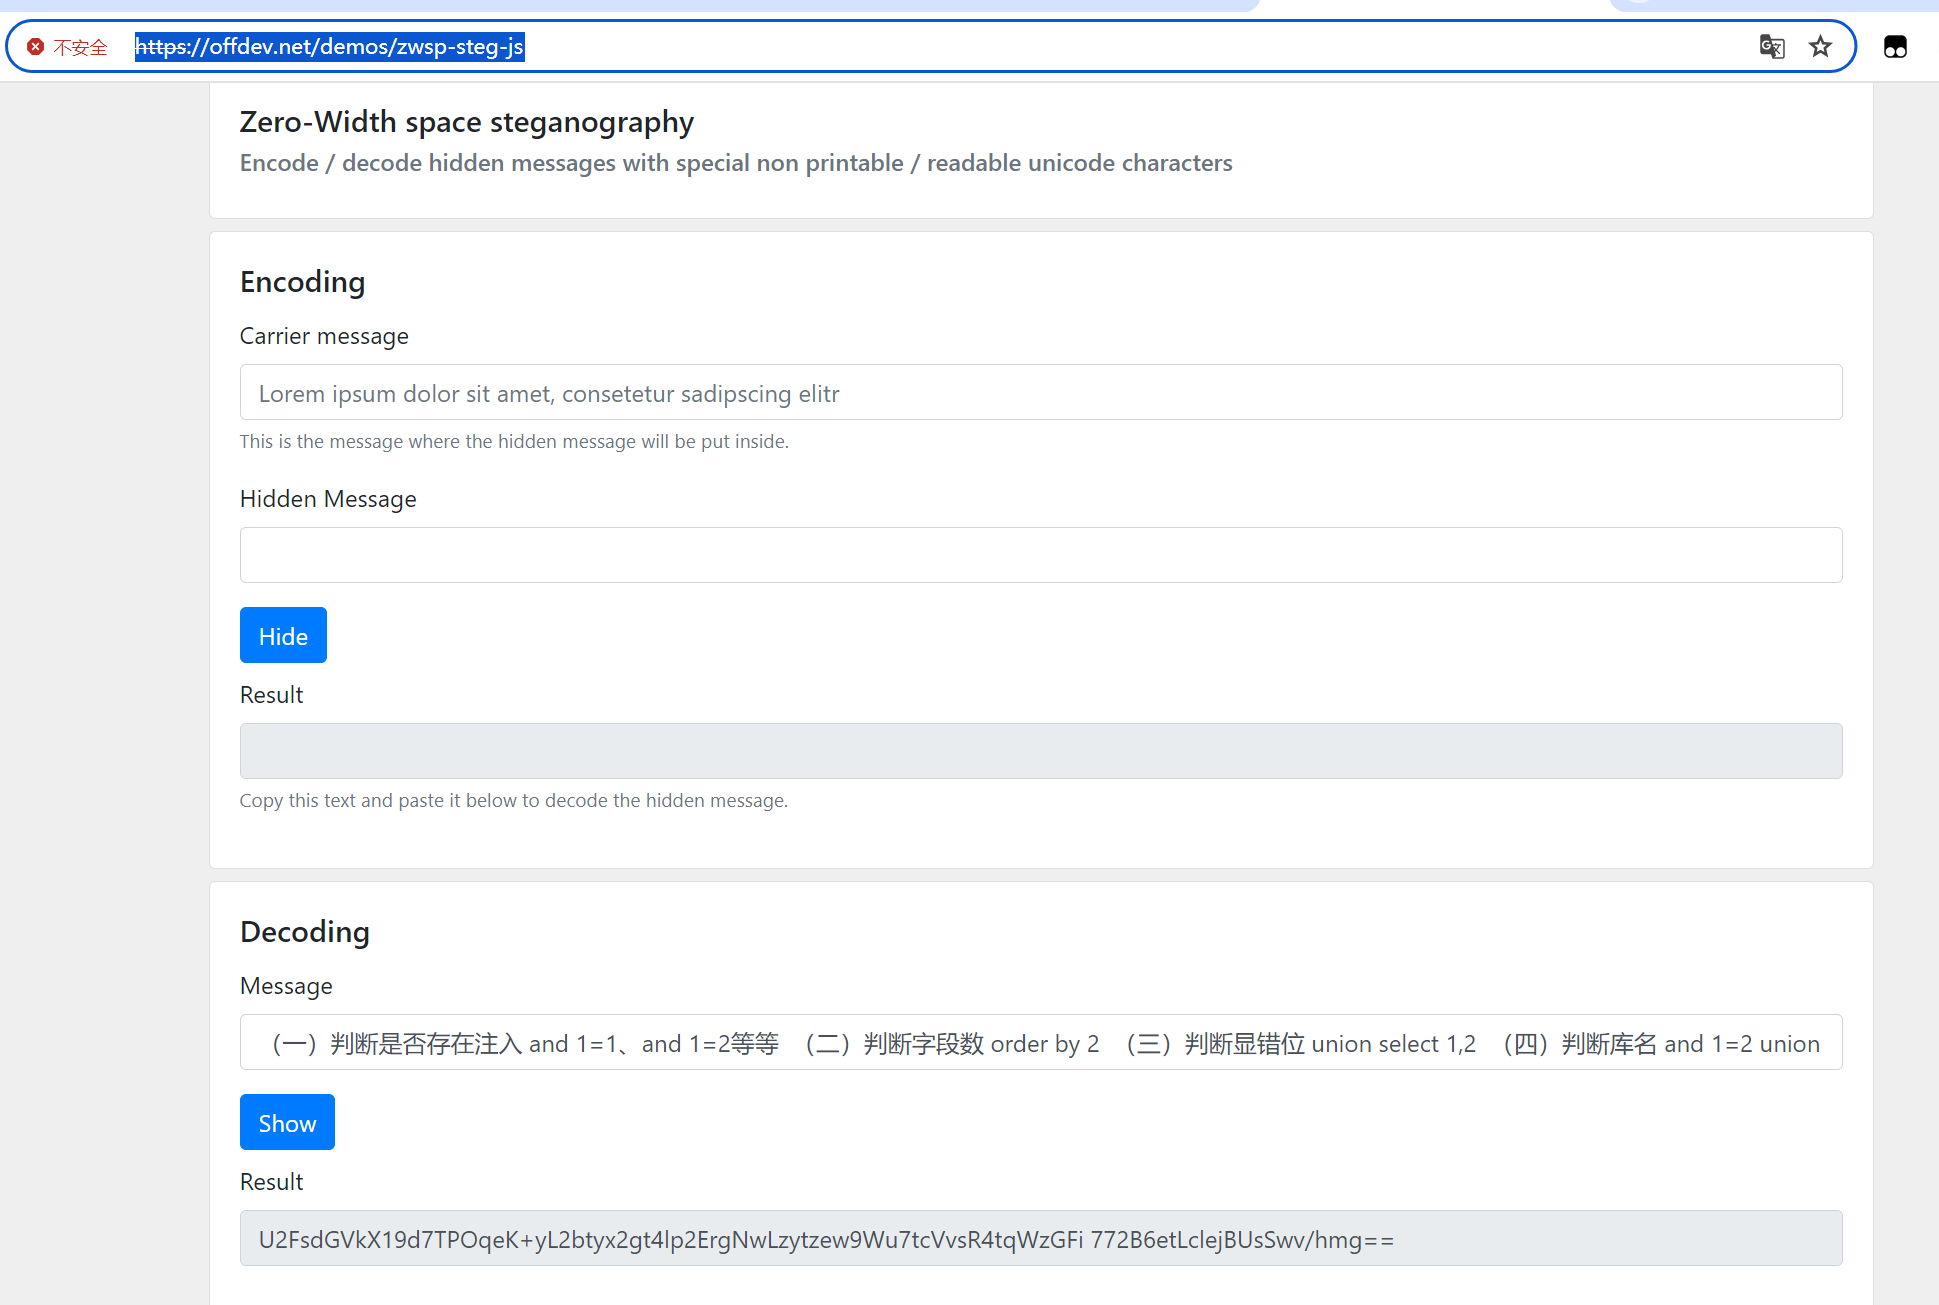 不安全 https://offdev.net/demos/zwsp-steg-js
Zero-Width space steganography
Encode / decode hidden messages with special non printable / readable unicode characters
Encoding
Carrier message
Lorem ipsum dolor sit amet, consetetur sadipscing elitr
This is the message where the hidden message will be put inside.
Hidden Message
Hide
Result
Copy this text and paste it below to decode the hidden message.
Decoding
Message
（一）判断是否存在注入 and 1=1、and 1=2等等 （二）判断字段数 order by 2 （三）判断显错位 union select 1,2 （四）判断库名 and 1=2 union
Show
Result
U2FsdGVkX19d7TPOqeK+yL2btyx2gt4lp2ErgNwLzytzew9Wu7tcVvsR4tqWzGFi 772B6etLclejBUsSwv/hmg==